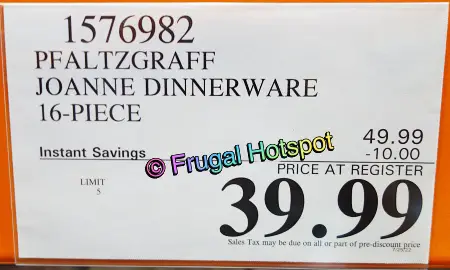 1576982
PFALTZGRAFF
JOANNE DINNERWARE
16-PIECE
49.99
Instant Savings -10.00
© Frugal Hotspot
PRICE AT REGISTER
LIMIT
5
39.99
Sales Tax may be due on all or part of pre-discount price